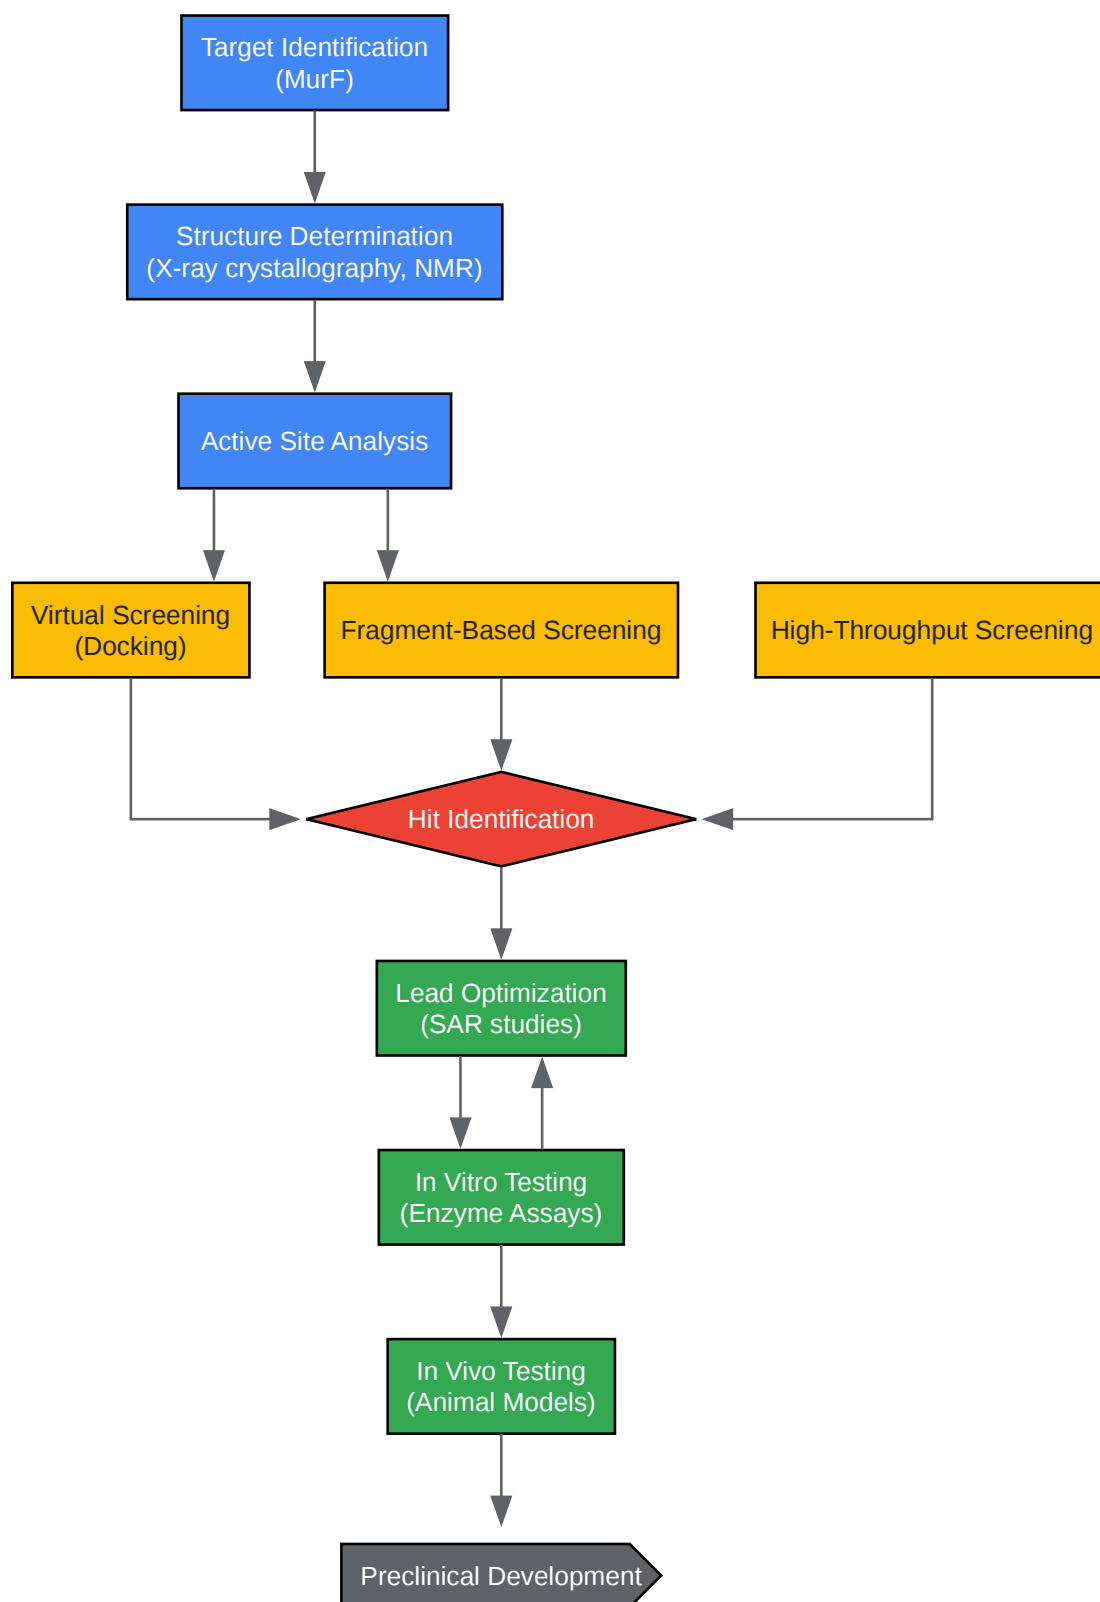 Target Identification
(MurF)
Structure Determination
(X-ray crystallography, NMR)
Active Site Analysis
Virtual Screening
(Docking)
Fragment-Based Screening
High-Throughput Screening
Hit Identification
Lead Optimization
(SAR studies)
In Vitro Testing
(Enzyme Assays)
In Vivo Testing
(Animal Models)
Preclinical Development